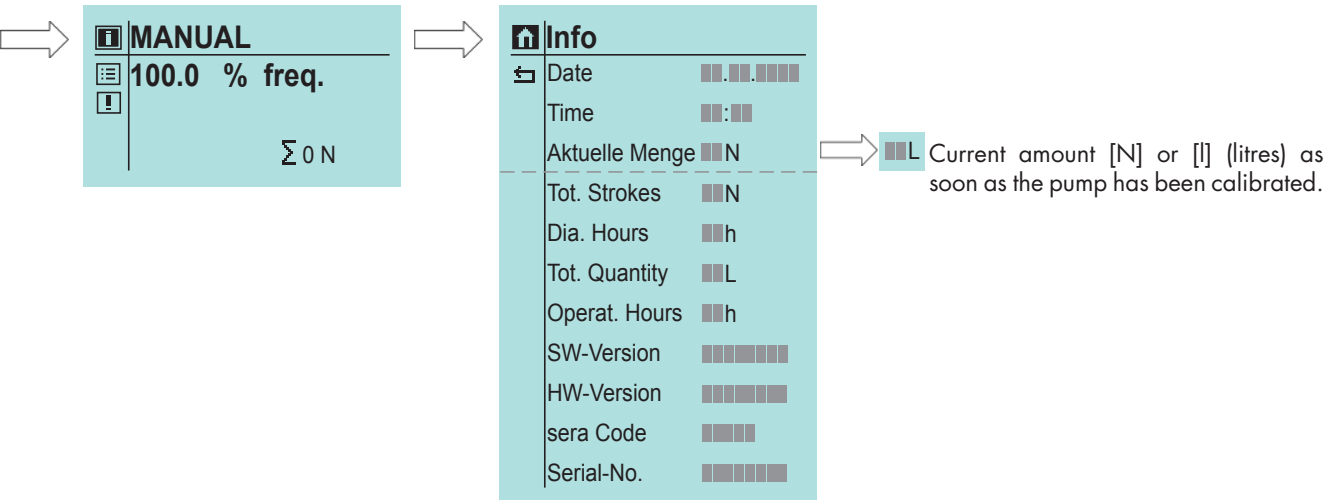 MANUAL
100.0 % freq.
Σ 0 N
Info
Date . .
Time :
Aktuelle Menge N
Tot. Strokes N
Dia. Hours h
Tot. Quantity L
Operat. Hours h
SW-Version
HW-Version
sera Code
Serial-No.
L Current amount [N] or [l] (litres) as
soon as the pump has been calibrated.